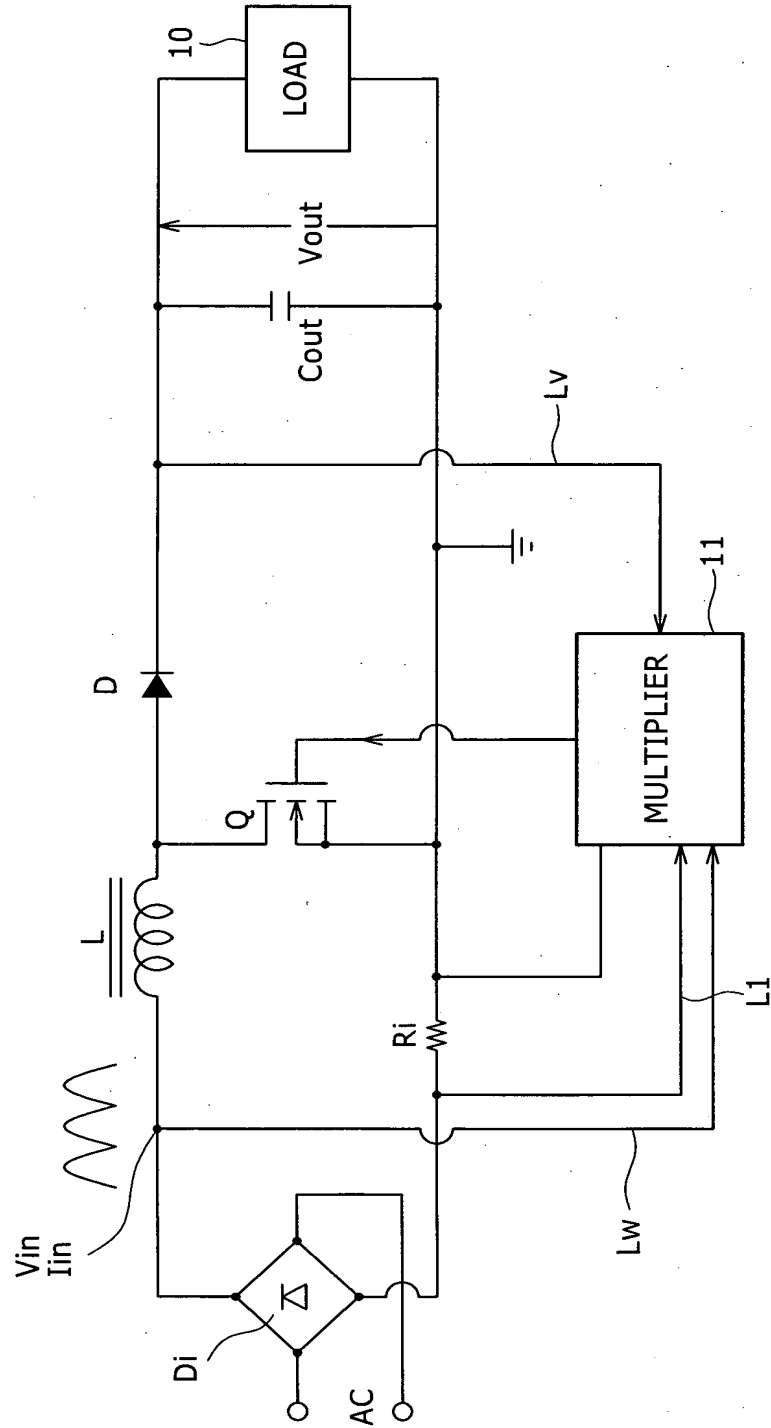 Vin
Iin
L
D
10
LOAD
Di
AC
Q
Ri
Cout
Vout
Lv
MULTIPLIER
11
L1
Lw